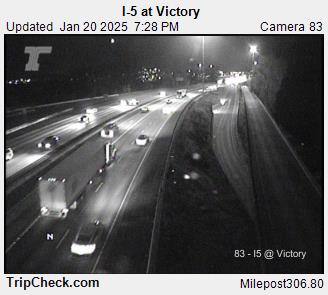 I-5 at Victory
Updated Jan 20 2025 7:28 PM Camera 83
T
N
83 - I5 @ Victory
TripCheck.com Milepost306.80